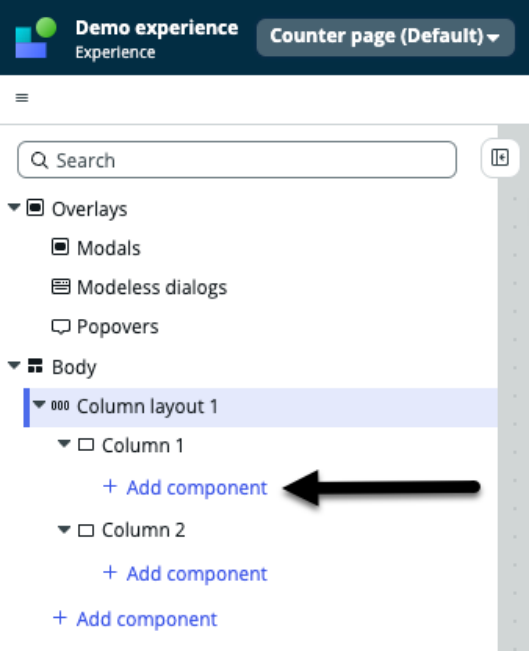 Demo experience
Experience
Counter page (Default)
Search
Overlays
Modals
Modeless dialogs
Popovers
Body
Column layout 1
Column 1
+ Add component
Column 2
+ Add component
+ Add component